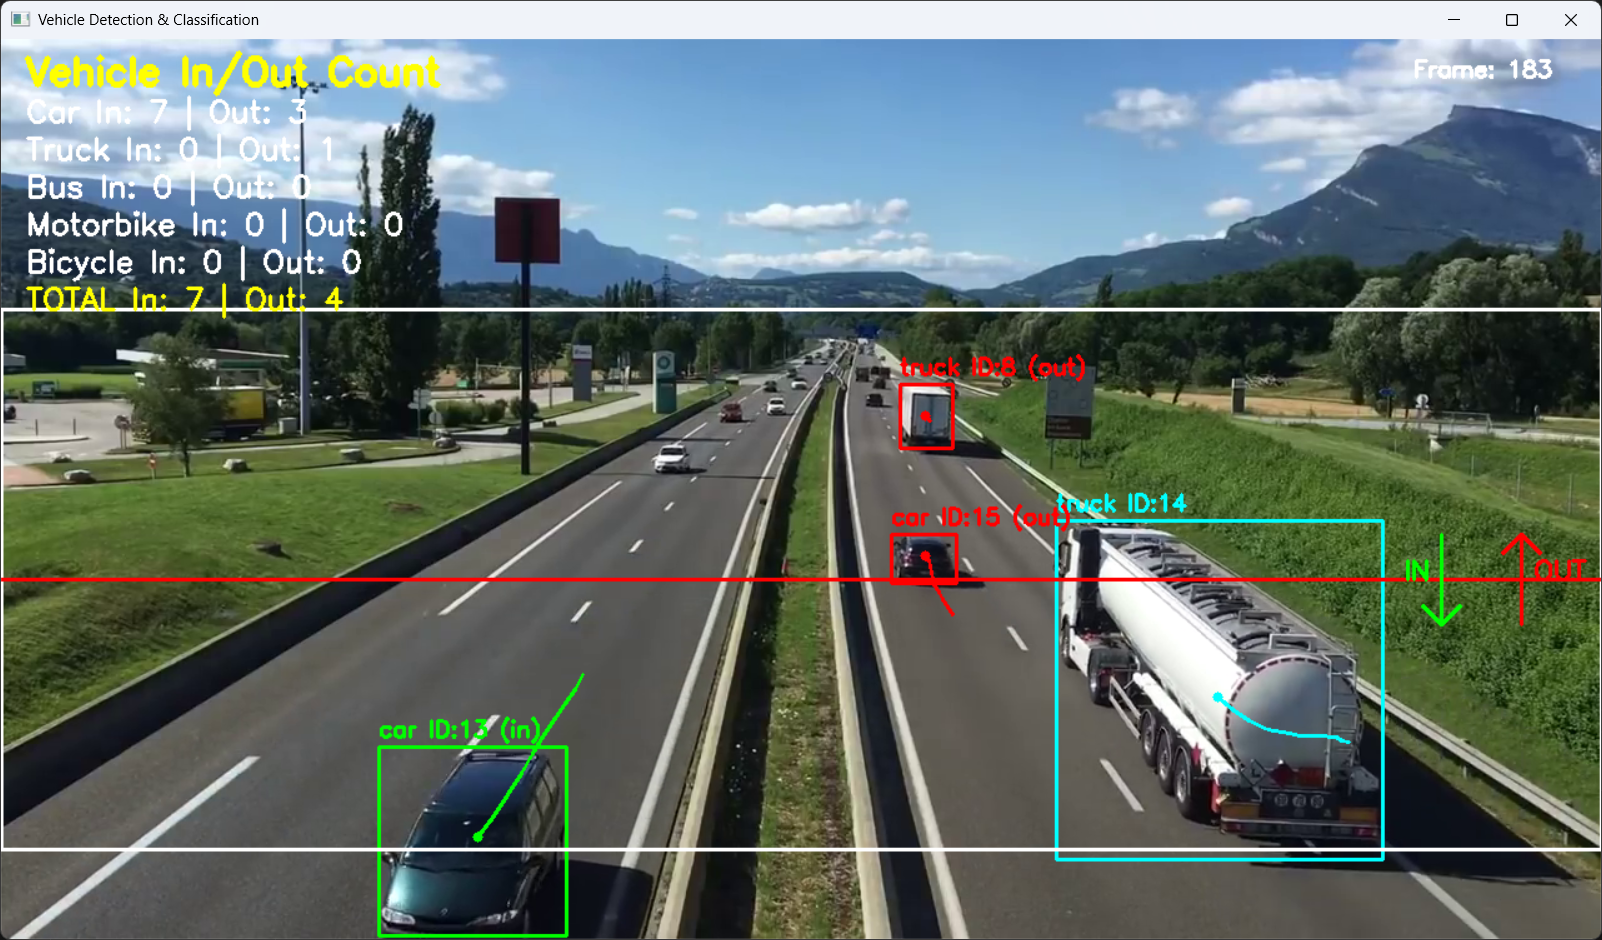 Vehicle Detection & Classification
Vehicle In/Out Count
Frame: 183
Car In: 7 | Out: 3
Truck In: 0 | Out: 1
Bus In: 0 | Out: 0
Motorbike In: 0 | Out: 0
Bicycle In: 0 | Out: 0
TOTAL In: 7 | Out: 4
truck ID:8 (out)
truck ID:14
car ID:15 (out)
IN
OUT
car ID:13 (in)